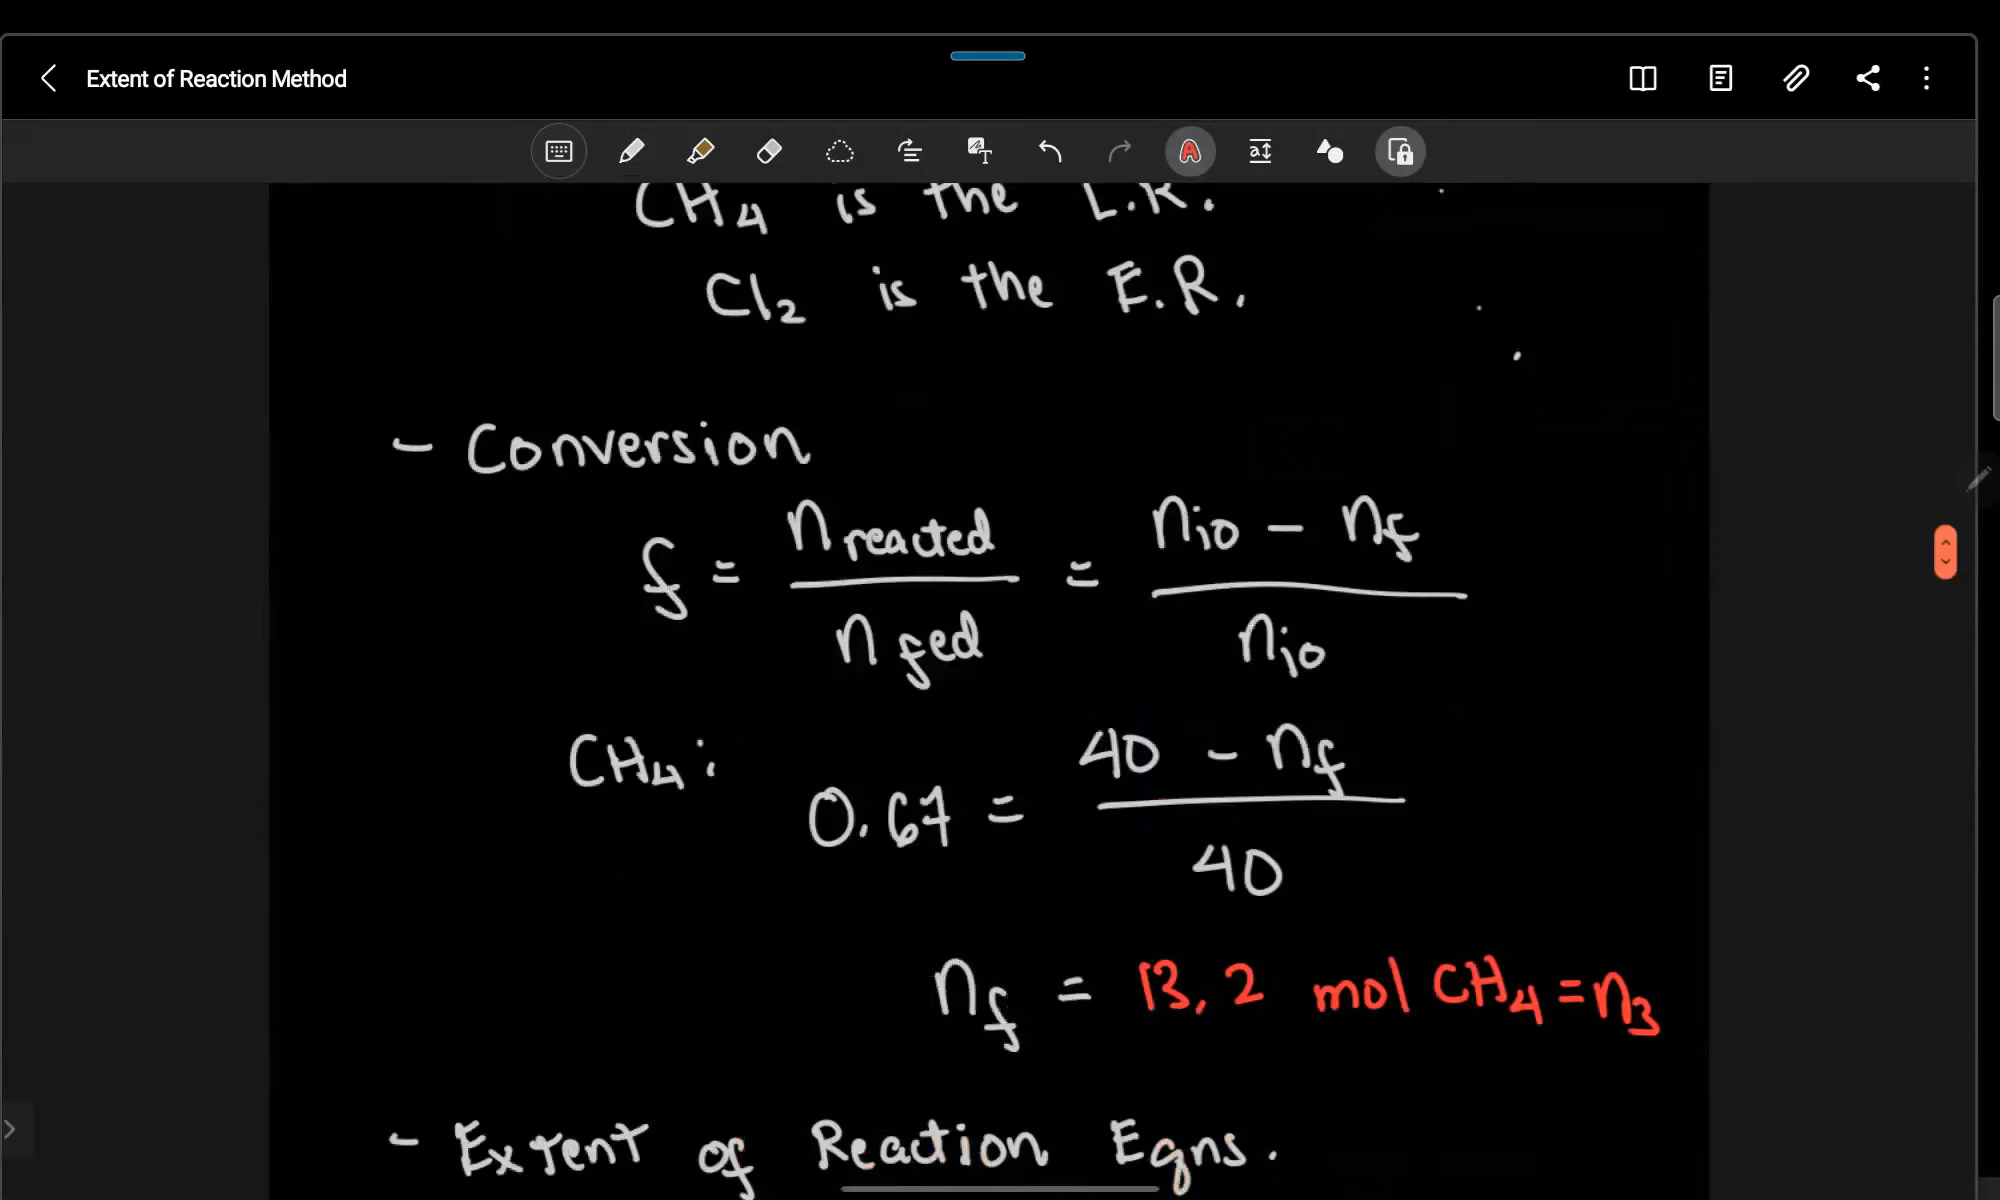 Extent of Reaction Method
CH4 is the L.R.
Cl2 is the E.R.
- Conversion
f = n reacted / n fed = nio - nf / nio
CH4: 0.67 = 40 - nf / 40
nf = 13,2 mol CH4 = n3
- Extent of Reaction Eqns.